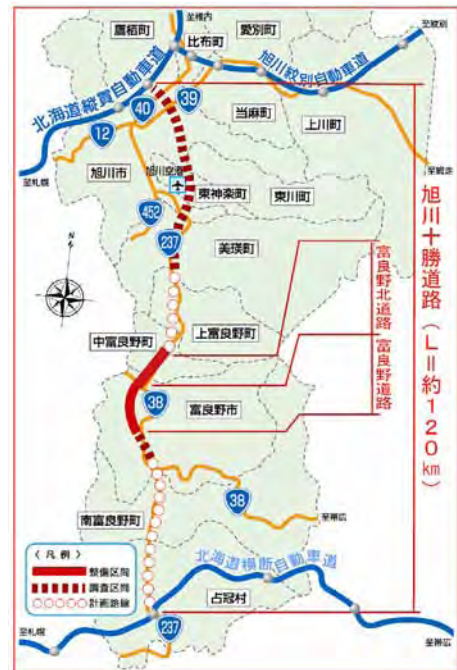 至稚内
鷹栖町
比布町
愛別町
至紋別
旭川紋別自動車道
北海道縦貫自動車道
40
39
当麻町
上川町
12
至札幌
旭川市
旭川空港
東神楽町
東川町
至網走
452
237
美瑛町
旭川十勝道路(L=約120km)
富良野北道路
富良野道路
N
上富良野町
中富良野町
38
富良野市
38
南富良野町
至帯広
〈凡例〉
整備区間
調査区間
計画路線
北海道横断自動車道
占冠村
至札幌
237
至帯広